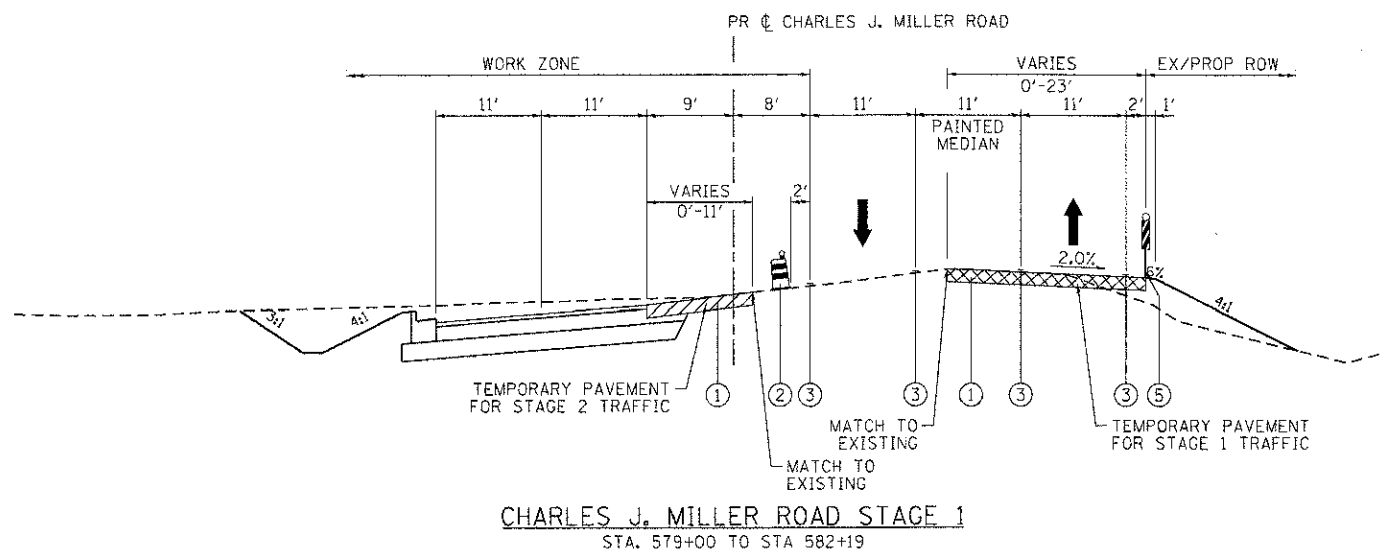 PR ℄ CHARLES J. MILLER ROAD
WORK ZONE
VARIES
0'-23'
EX/PROP ROW
11'
11'
9'
8'
11'
11'
11'
2'
1'
PAINTED
MEDIAN
VARIES
0'-11'
2'
2.0%
6%
3:1
4:1
4:1
TEMPORARY PAVEMENT
FOR STAGE 2 TRAFFIC
1
2
3
3
1
3
3
5
MATCH TO
EXISTING
MATCH TO
EXISTING
TEMPORARY PAVEMENT
FOR STAGE 1 TRAFFIC
CHARLES J. MILLER ROAD STAGE 1
STA. 579+00 TO STA 582+19